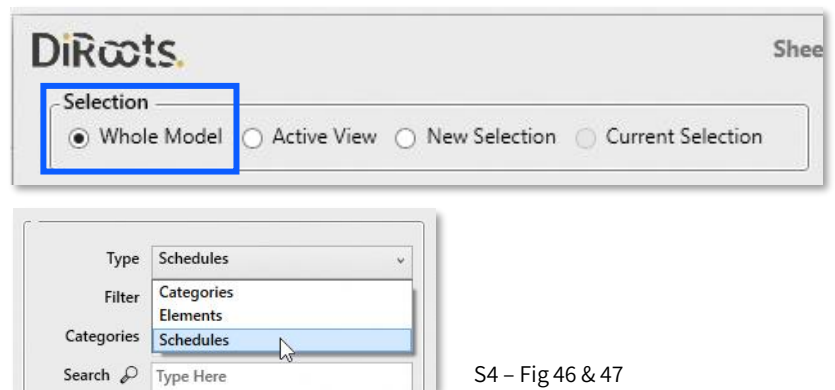 DiRoots.
Shee
Selection
Whole Model Active View New Selection Current Selection
Type Schedules
Filter Categories
Elements
Categories Schedules
Search Type Here
S4 – Fig 46 & 47